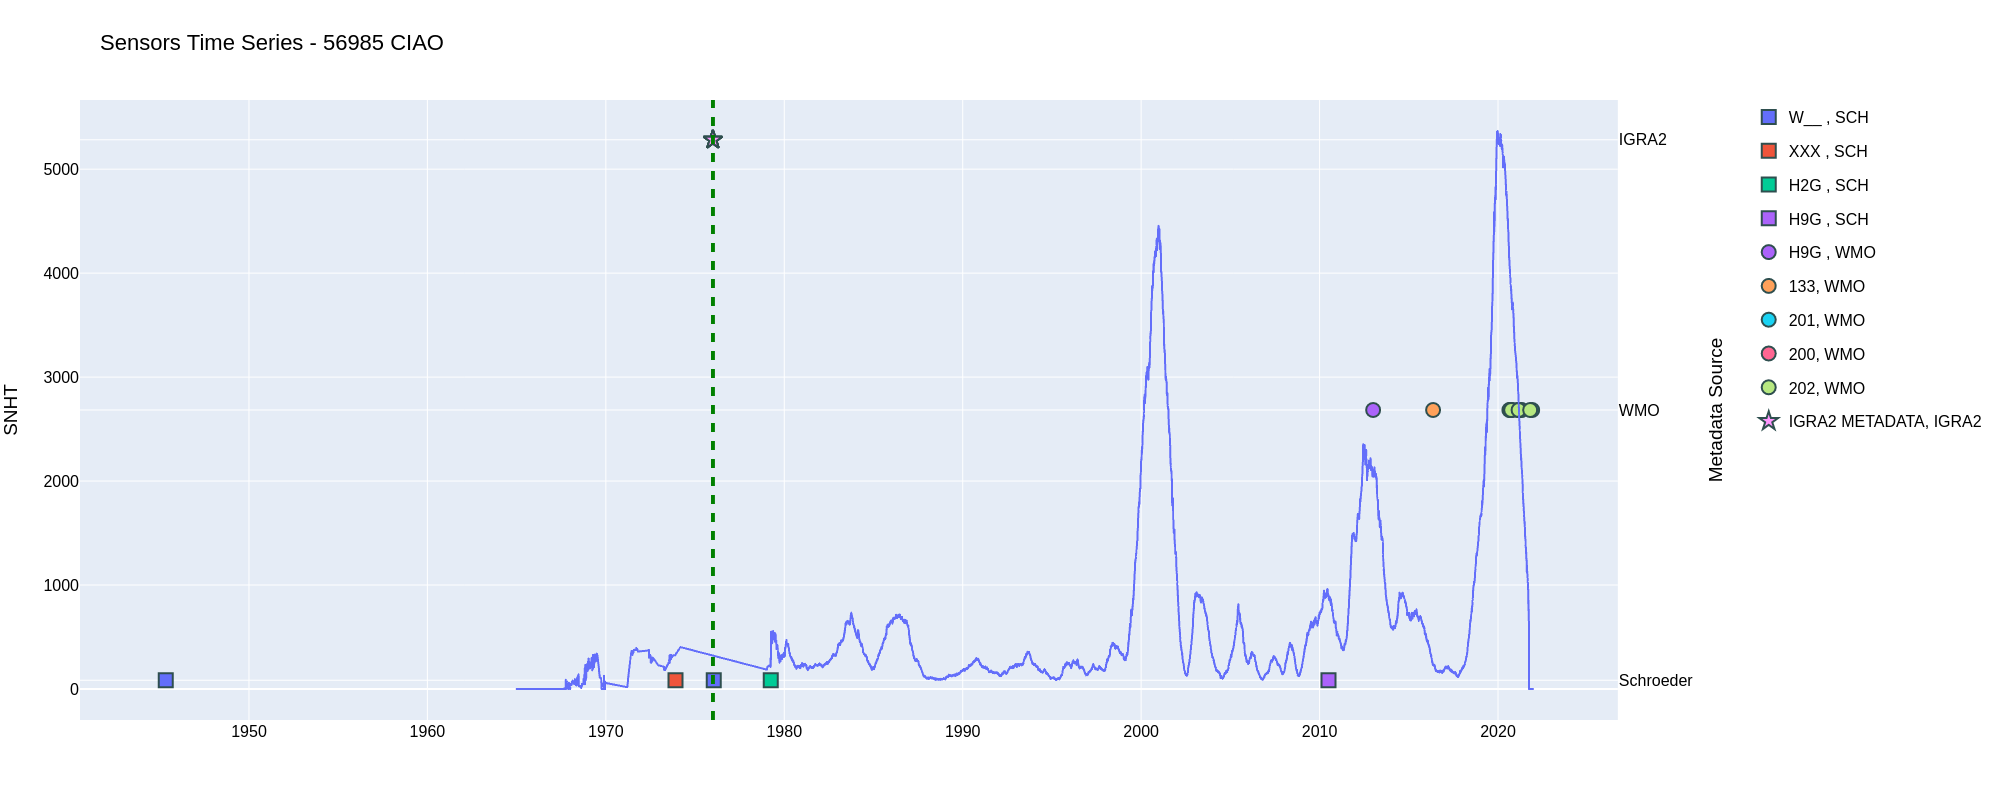 Sensors Time Series - 56985 CIAO
SNHT
5000
4000
3000
2000
1000
0
1950 1960 1970 1980 1990 2000 2010 2020
IGRA2
WMO
Schroeder
Metadata Source
W__ , SCH
XXX , SCH
H2G , SCH
H9G , SCH
H9G , WMO
133, WMO
201, WMO
200, WMO
202, WMO
IGRA2 METADATA, IGRA2